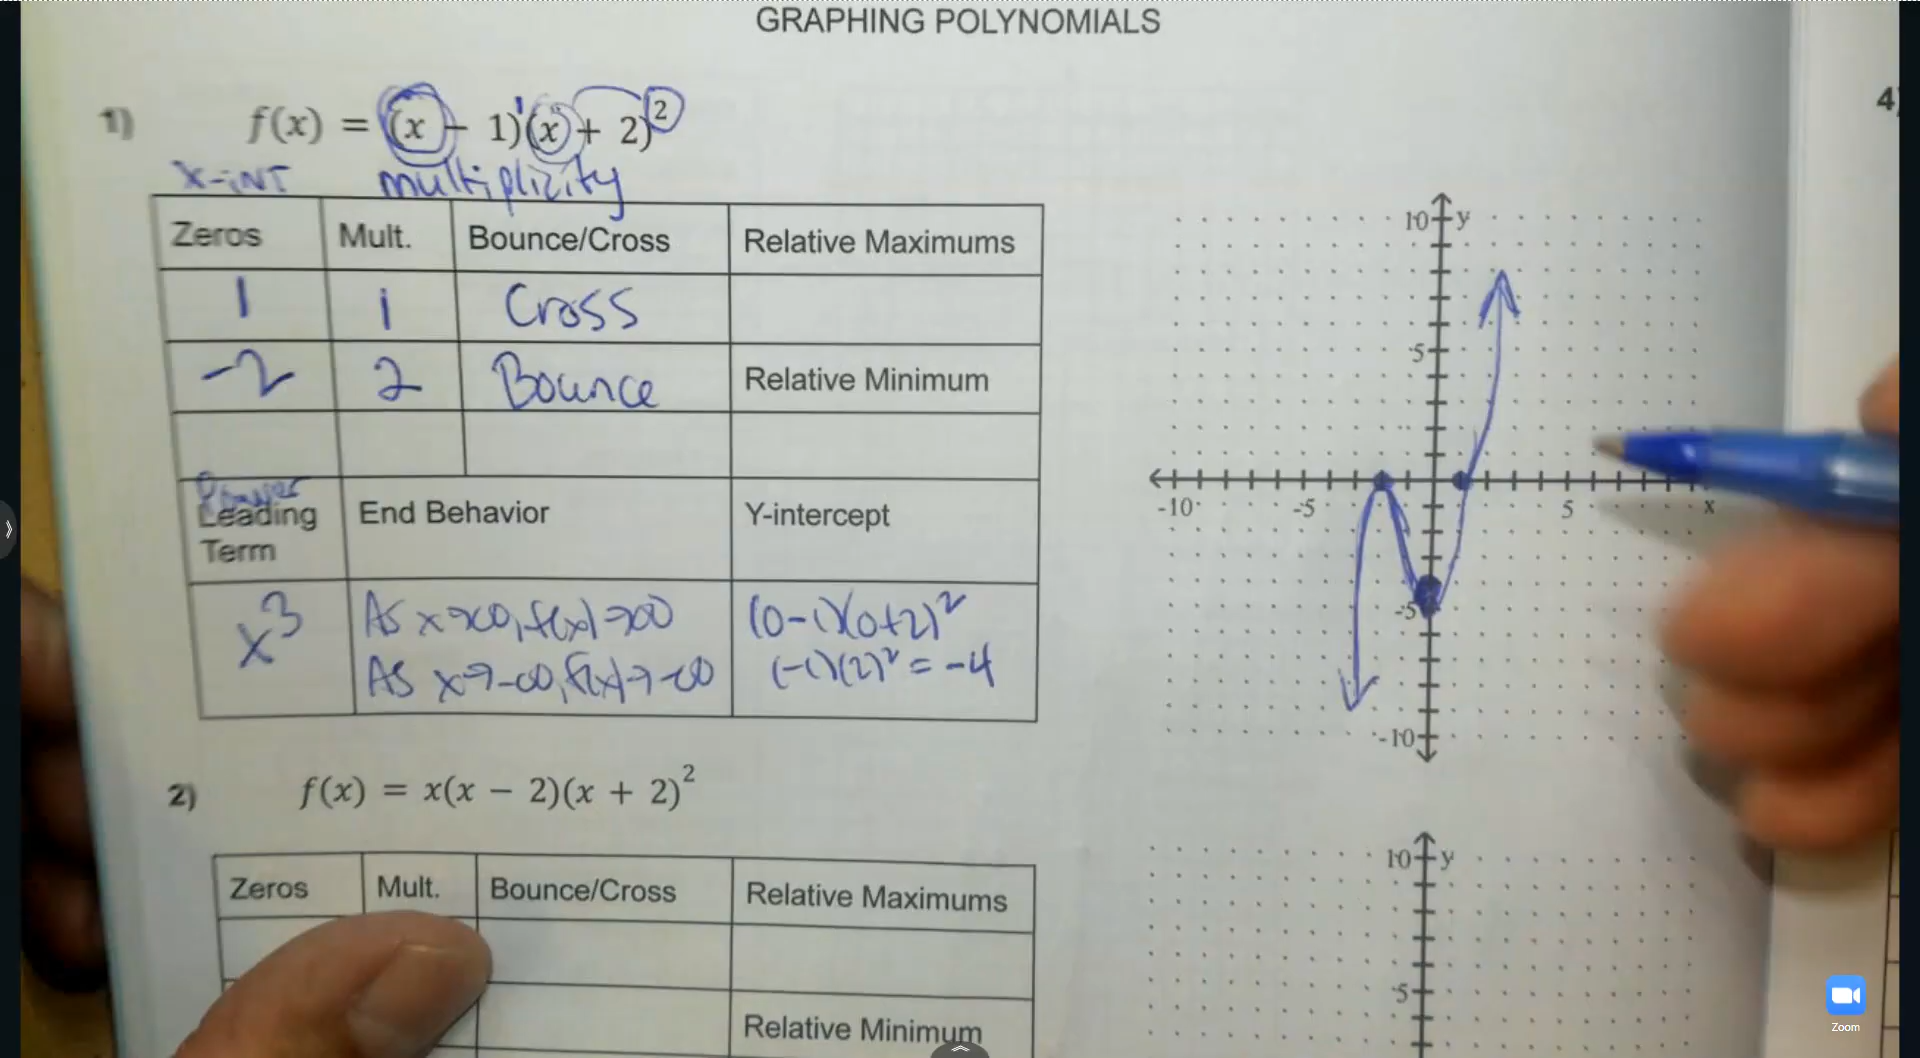 GRAPHING POLYNOMIALS
1) f(x) = (x − 1)¹(x + 2)²
4)
X-iNT multiplicity
Zeros Mult. Bounce/Cross Relative Maximums
1 1 Cross
-2 2 Bounce Relative Minimum
Power
Leading Term End Behavior Y-intercept
x³ As x→∞, f(x)→∞ (0-1)(0+2)²
As x→-∞, f(x)→-∞ (-1)(2)² = -4
10 y
5
-10 -5 5 x
-5
-10
2) f(x) = x(x − 2)(x + 2)²
Zeros Mult. Bounce/Cross Relative Maximums
Relative Minimum
10 y
5
Zoom